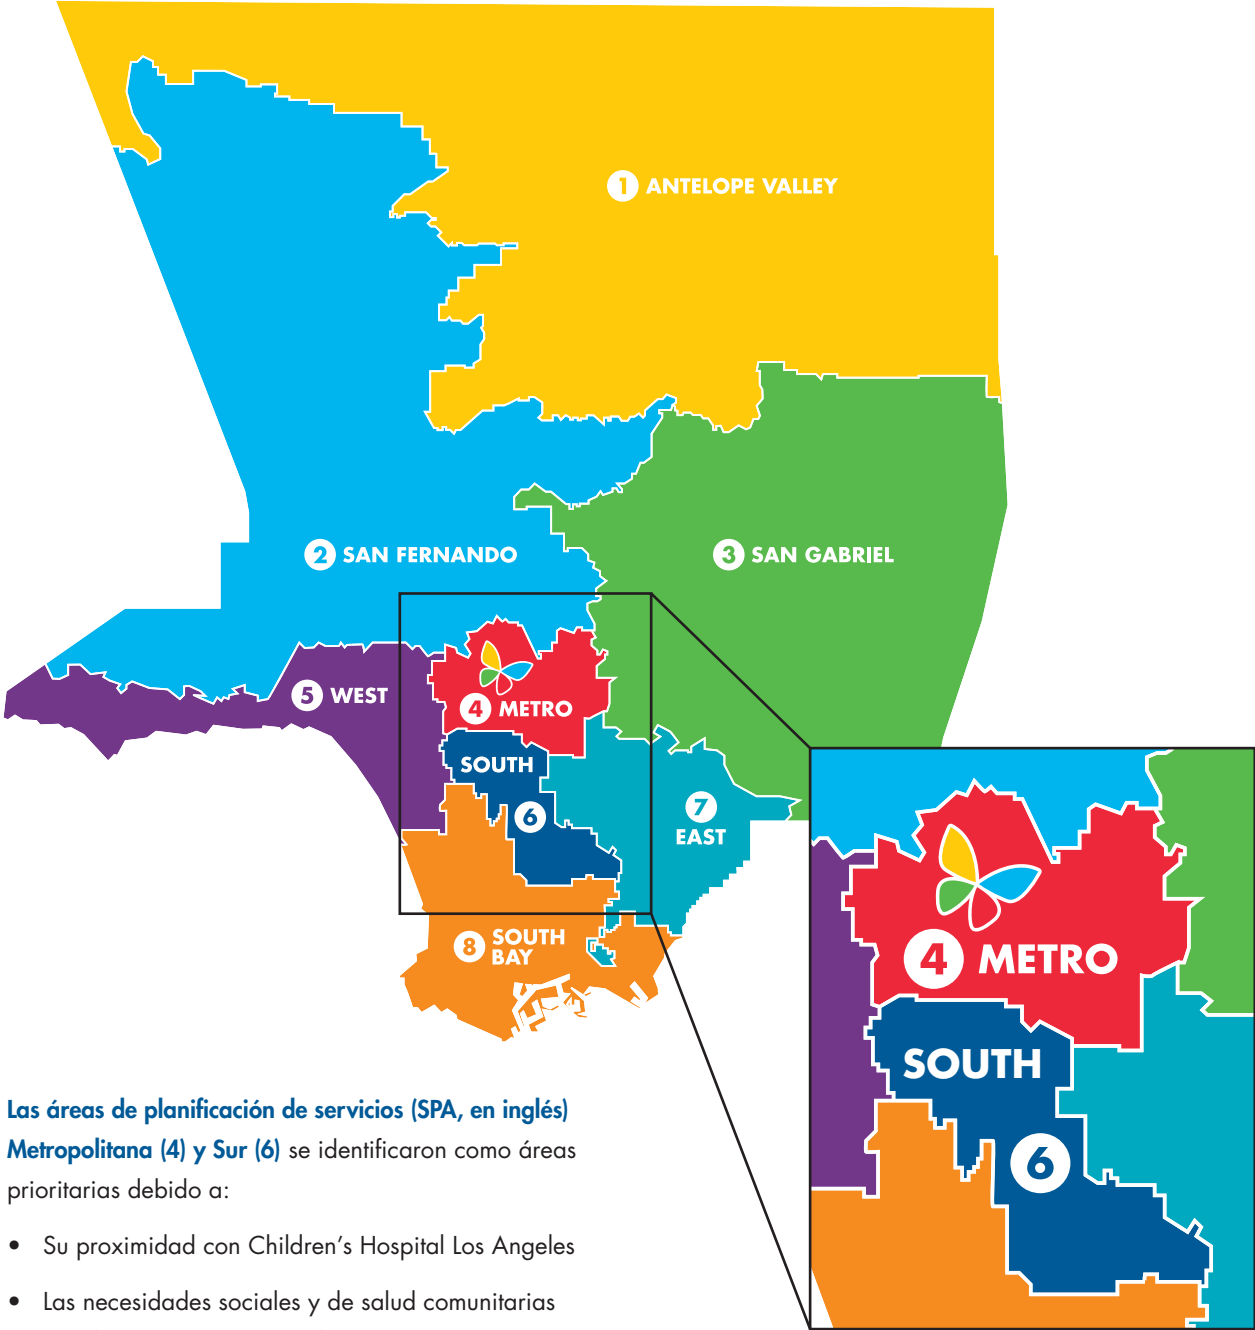 1 ANTELOPE VALLEY
2 SAN FERNANDO
3 SAN GABRIEL
5 WEST
4 METRO
SOUTH
6
7
EAST
8 SOUTH
BAY
4 METRO
SOUTH
6
Las áreas de planificación de servicios (SPA, en inglés)
Metropolitana (4) y Sur (6) se identificaron como áreas
prioritarias debido a:
• Su proximidad con Children's Hospital Los Angeles
• Las necesidades sociales y de salud comunitarias